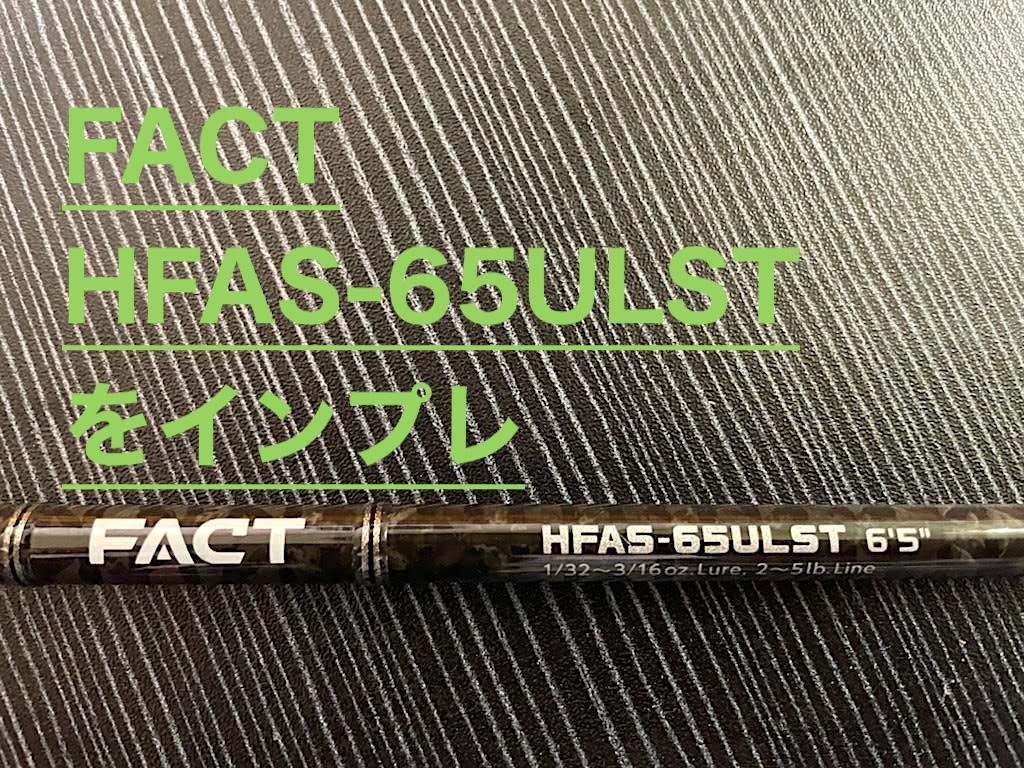 FACT
HFAS-65ULST
をインプレ
FACT
HFAS-65ULST 6'5"
1/32〜3/16oz.Lure, 2〜5lb.Line